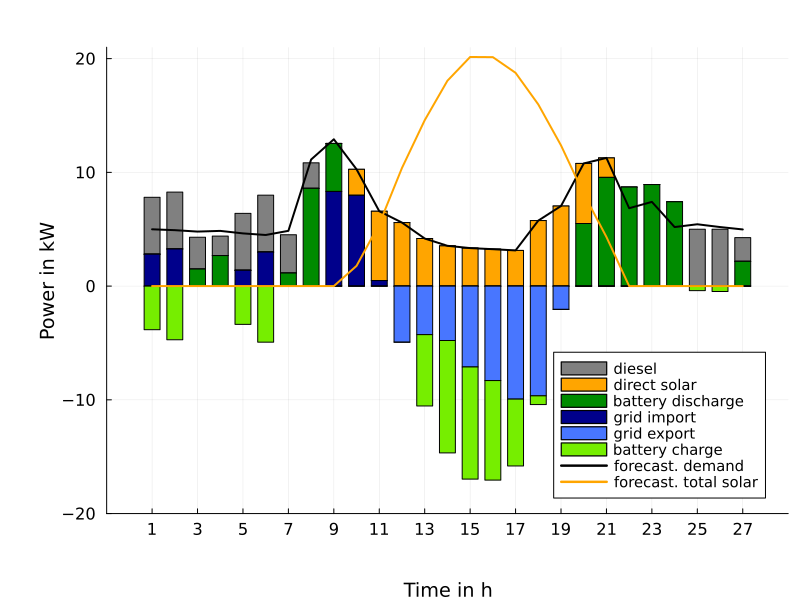 20
10
0
−10
−20
Power in kW
diesel
direct solar
battery discharge
grid import
grid export
battery charge
forecast. demand
forecast. total solar
1 3 5 7 9 11 13 15 17 19 21 23 25 27
Time in h